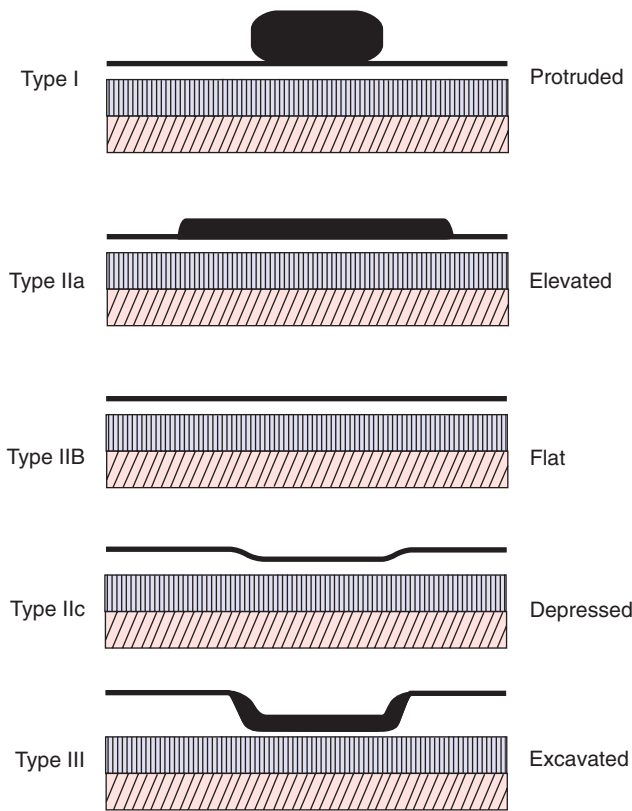 Type I Protruded
Type IIa Elevated
Type IIB Flat
Type IIc Depressed
Type III Excavated